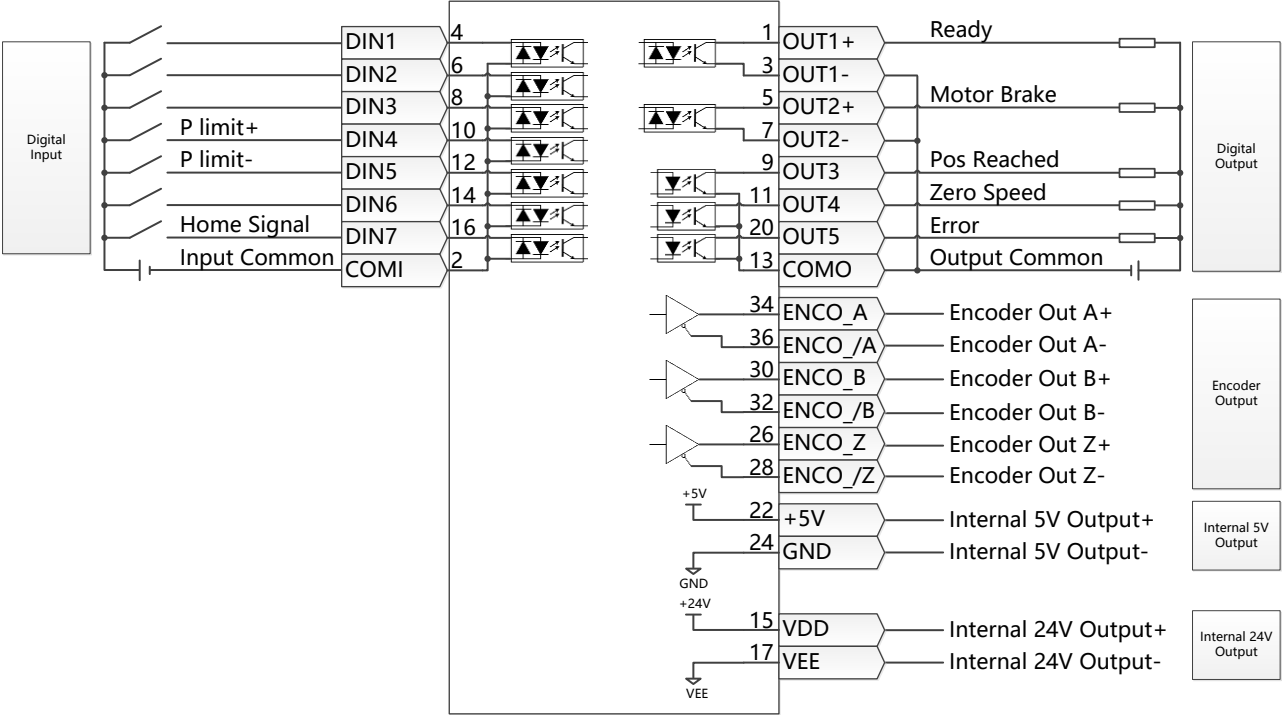 Digital
Input
DIN1 4
DIN2 6
DIN3 8
P limit+ DIN4 10
P limit- DIN5 12
DIN6 14
Home Signal DIN7 16
Input Common COMI 2
1 OUT1+ Ready
3 OUT1-
5 OUT2+ Motor Brake
7 OUT2-
9 OUT3 Pos Reached
11 OUT4 Zero Speed
20 OUT5 Error
13 COMO Output Common
Digital
Output
34 ENCO_A Encoder Out A+
36 ENCO_/A Encoder Out A-
30 ENCO_B Encoder Out B+
32 ENCO_/B Encoder Out B-
26 ENCO_Z Encoder Out Z+
28 ENCO_/Z Encoder Out Z-
Encoder
Output
+5V
22 +5V Internal 5V Output+
24 GND Internal 5V Output-
GND
Internal 5V
Output
+24V
15 VDD Internal 24V Output+
17 VEE Internal 24V Output-
VEE
Internal 24V
Output